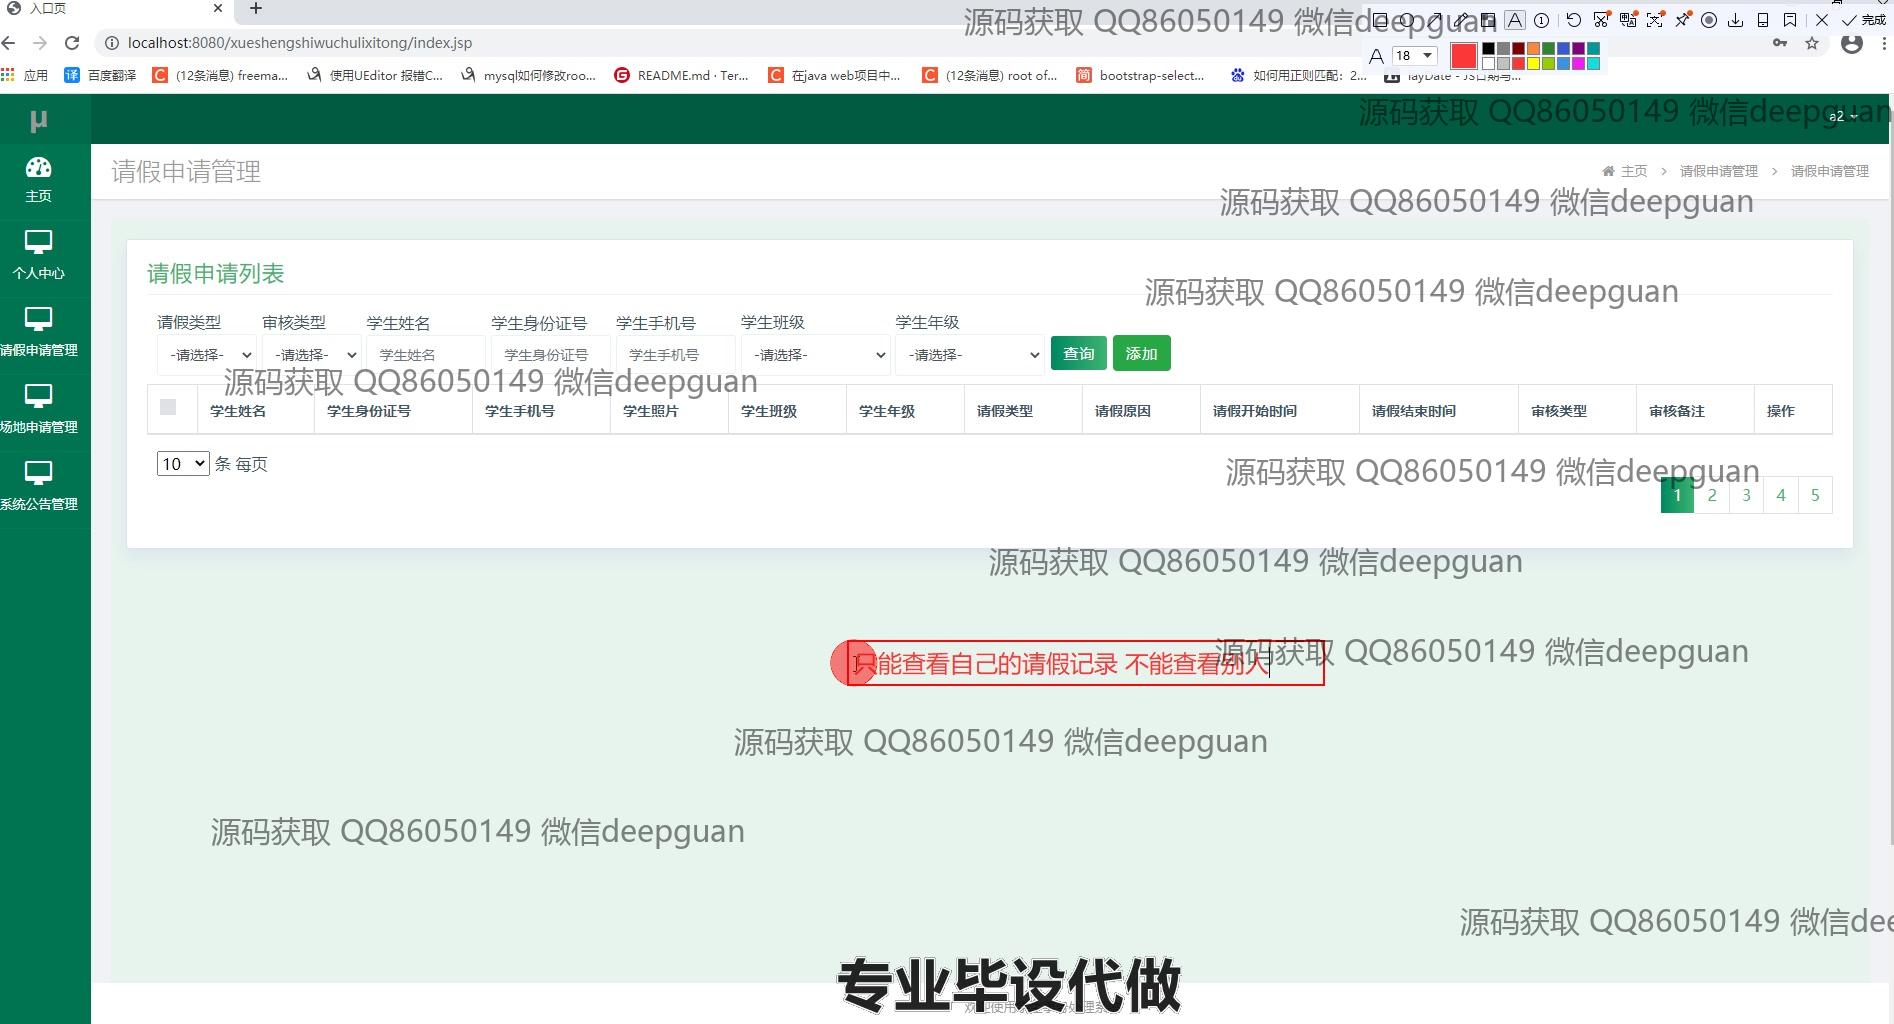 入口页
源码获取 QQ86050149 微信deepguan
完成
localhost:8080/xueshengshiwuchulixitong/index.jsp
A 18
应用 百度翻译 (12条消息) freema... 使用UEditor 报错C... mysql如何修改roo... README.md · Ter... 在java web项目中... (12条消息) root of... bootstrap-select... 如何用正则匹配：2... layDate - JS日期与...
μ
源码获取 QQ86050149 微信deepguan
a2
请假申请管理
主页 > 请假申请管理 > 请假申请管理
主页
源码获取 QQ86050149 微信deepguan
个人中心
请假申请列表
源码获取 QQ86050149 微信deepguan
请假类型 审核类型 学生姓名 学生身份证号 学生手机号 学生班级 学生年级
请假申请管理
-请选择- -请选择- 学生姓名 学生身份证号 学生手机号 -请选择- -请选择- 查询 添加
源码获取 QQ86050149 微信deepguan
学生姓名 学生身份证号 学生手机号 学生照片 学生班级 学生年级 请假类型 请假原因 请假开始时间 请假结束时间 审核类型 审核备注 操作
场地申请管理
10 条 每页
源码获取 QQ86050149 微信deepguan
1 2 3 4 5
系统公告管理
源码获取 QQ86050149 微信deepguan
只能查看自己的请假记录 不能查看别人
源码获取 QQ86050149 微信deepguan
源码获取 QQ86050149 微信deepguan
源码获取 QQ86050149 微信deepguan
源码获取 QQ86050149 微信dee
专业毕设代做